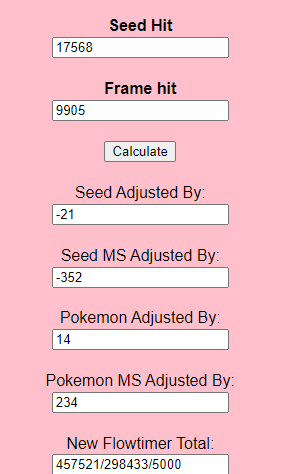 Seed Hit
17568
Frame hit
9905
Calculate
Seed Adjusted By:
-21
Seed MS Adjusted By:
-352
Pokemon Adjusted By:
14
Pokemon MS Adjusted By:
234
New Flowtimer Total:
457521/298433/5000